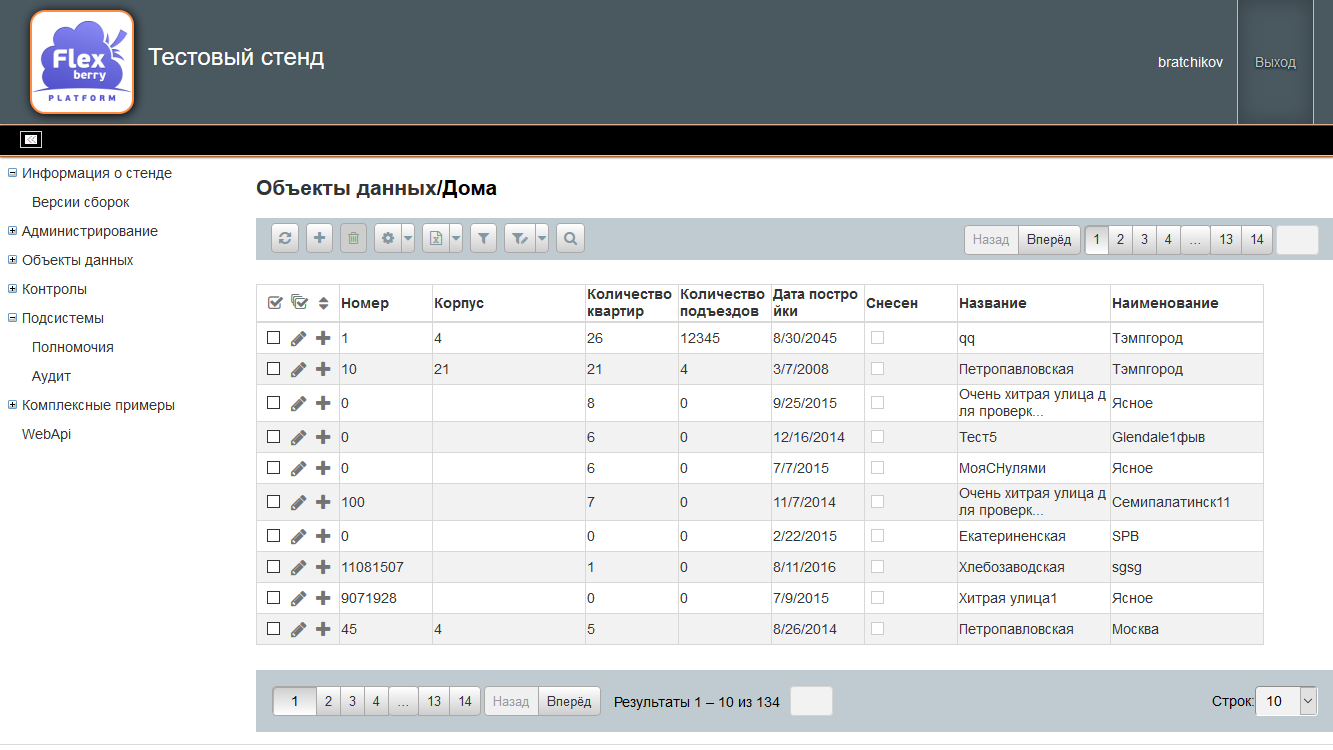 Flex
berry
PLATFORM
Тестовый стенд
bratchikov
Выход
Информация о стенде
Версии сборок
Администрирование
Объекты данных
Контролы
Подсистемы
Полномочия
Аудит
Комплексные примеры
WebApi
Объекты данных/Дома
Назад Вперёд 1 2 3 4 ... 13 14
Номер Корпус Количество квартир Количество подъездов Дата постро йки Снесен Название Наименование
1 4 26 12345 8/30/2045 qq Тэмпгород
10 21 21 4 3/7/2008 Петропавловская Тэмпгород
0 8 0 9/25/2015 Очень хитрая улица д ля проверк... Ясное
0 6 0 12/16/2014 Тест5 Glendale1фыв
0 6 0 7/7/2015 МояСНулями Ясное
100 7 0 11/7/2014 Очень хитрая улица д ля проверк... Семипалатинск11
0 0 0 2/22/2015 Екатериненская SPB
11081507 1 0 8/11/2016 Хлебозаводская sgsg
9071928 0 0 7/9/2015 Хитрая улица1 Ясное
45 4 5 8/26/2014 Петропавловская Москва
1 2 3 4 ... 13 14 Назад Вперёд Результаты 1 – 10 из 134 Строк: 10